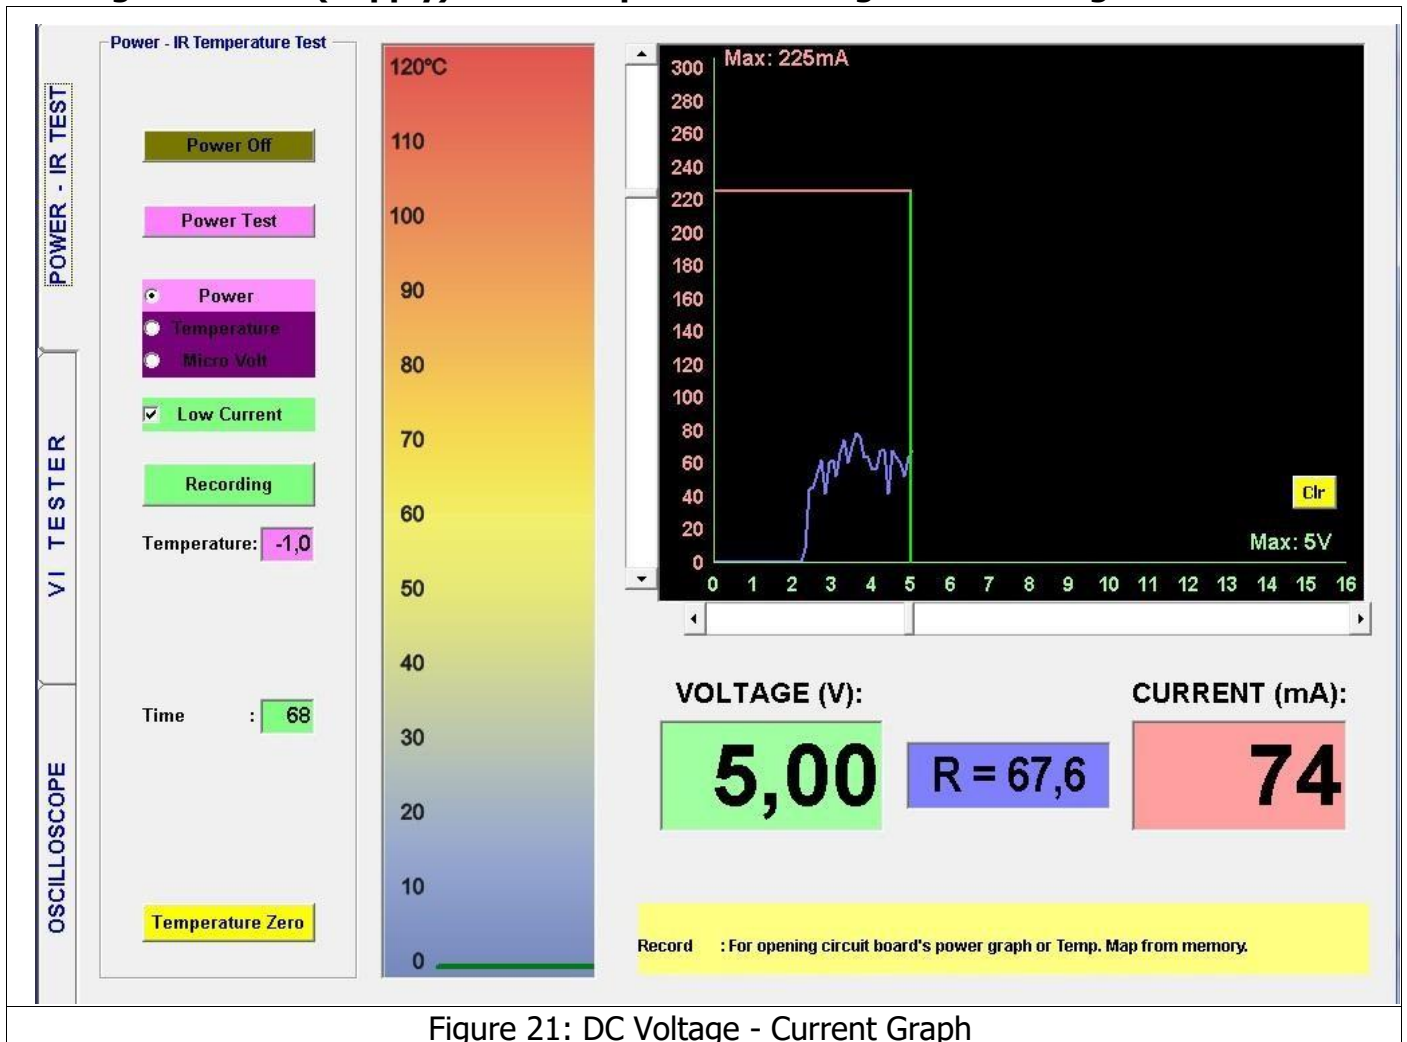 POWER - IR TEST
VI TESTER
OSCILLOSCOPE
Power - IR Temperature Test
Power Off
Power Test
Power
Temperature
Micro Volt
Low Current
Recording
Temperature: -1,0
Time : 68
Temperature Zero
120°C
110
100
90
80
70
60
50
40
30
20
10
0
Max: 225mA
300
280
260
240
220
200
180
160
140
120
100
80
60
40
20
0
Clr
Max: 5V
0 1 2 3 4 5 6 7 8 9 10 11 12 13 14 15 16
VOLTAGE (V):
5,00
R = 67,6
CURRENT (mA):
74
Record : For opening circuit board's power graph or Temp. Map from memory.
Figure 21: DC Voltage - Current Graph